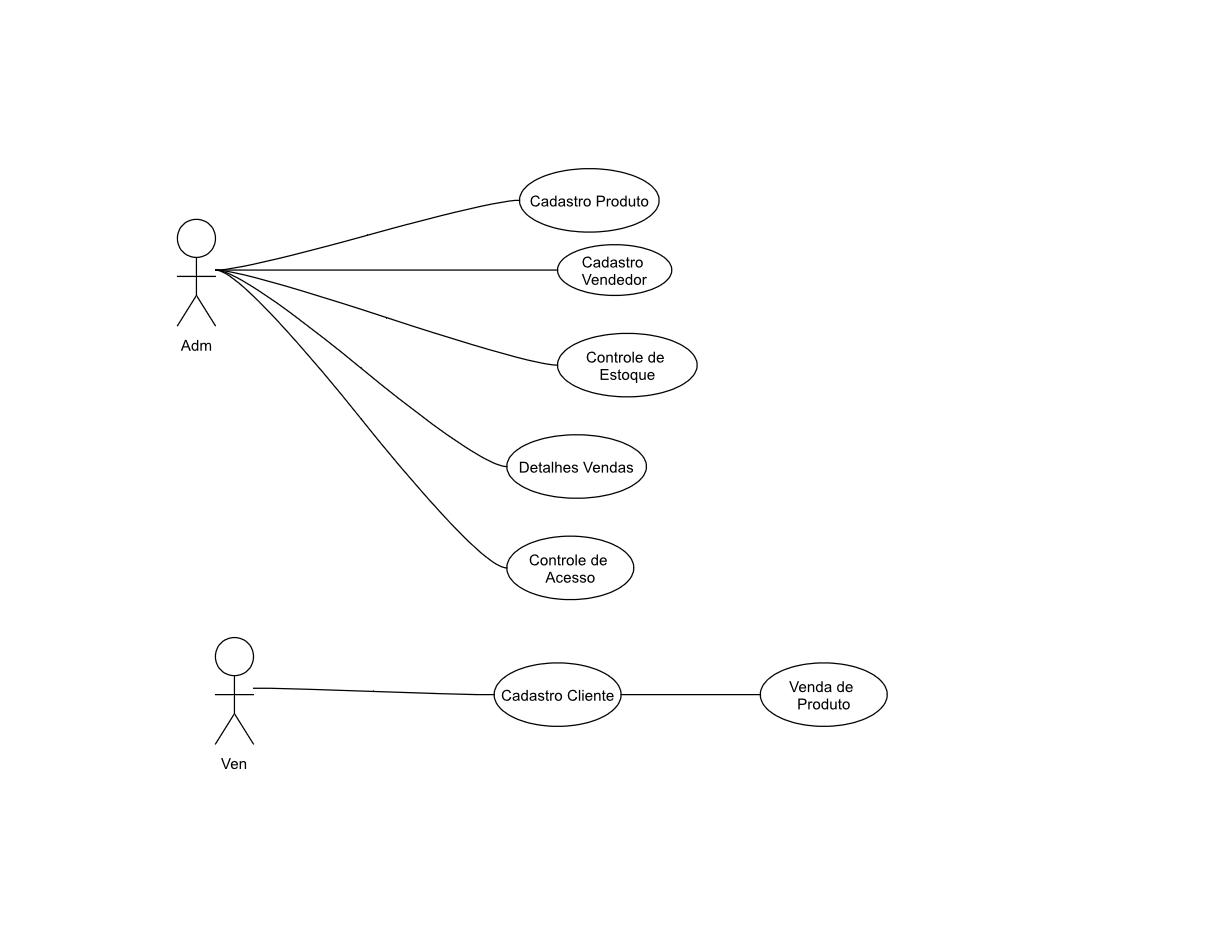 Cadastro Produto
Cadastro
Vendedor
Adm
Controle de
Estoque
Detalhes Vendas
Controle de
Acesso
Cadastro Cliente
Venda de
Produto
Ven